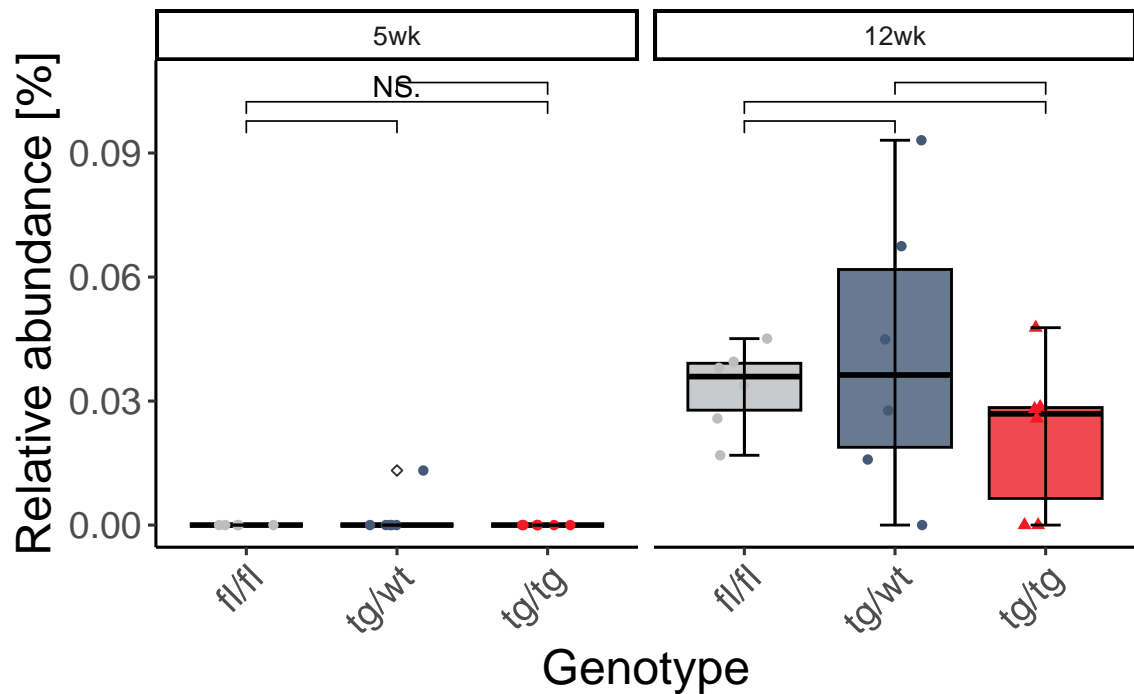 5wk
12wk
Relative abundance [%]
NS.
0.09
0.06
0.03
0.00
fl/fl
tg/wt
tg/tg
fl/fl
tg/wt
tg/tg
Genotype